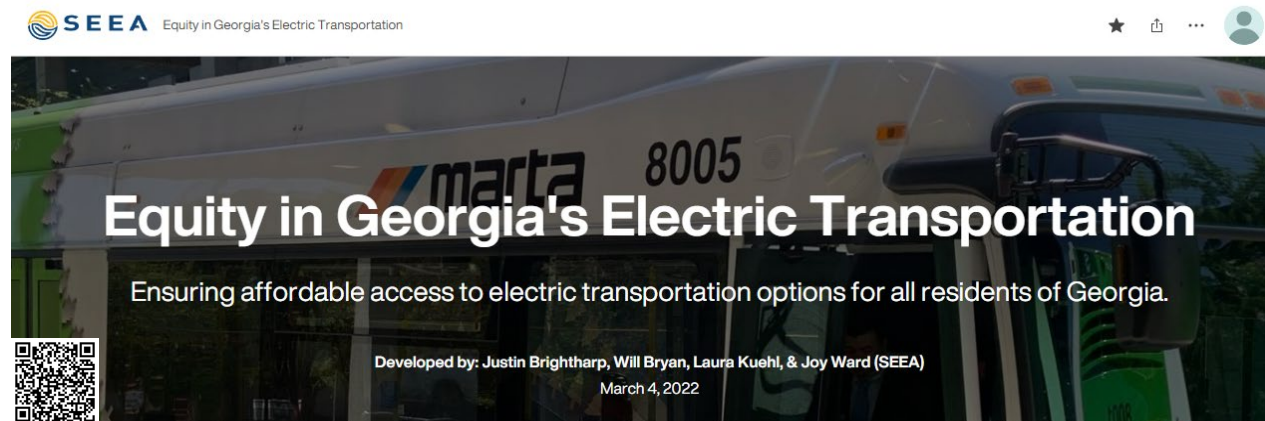 SEEA Equity in Georgia's Electric Transportation
marta 8005
Equity in Georgia's Electric Transportation
Ensuring affordable access to electric transportation options for all residents of Georgia.
Developed by: Justin Brightharp, Will Bryan, Laura Kuehl, & Joy Ward (SEEA)
March 4, 2022